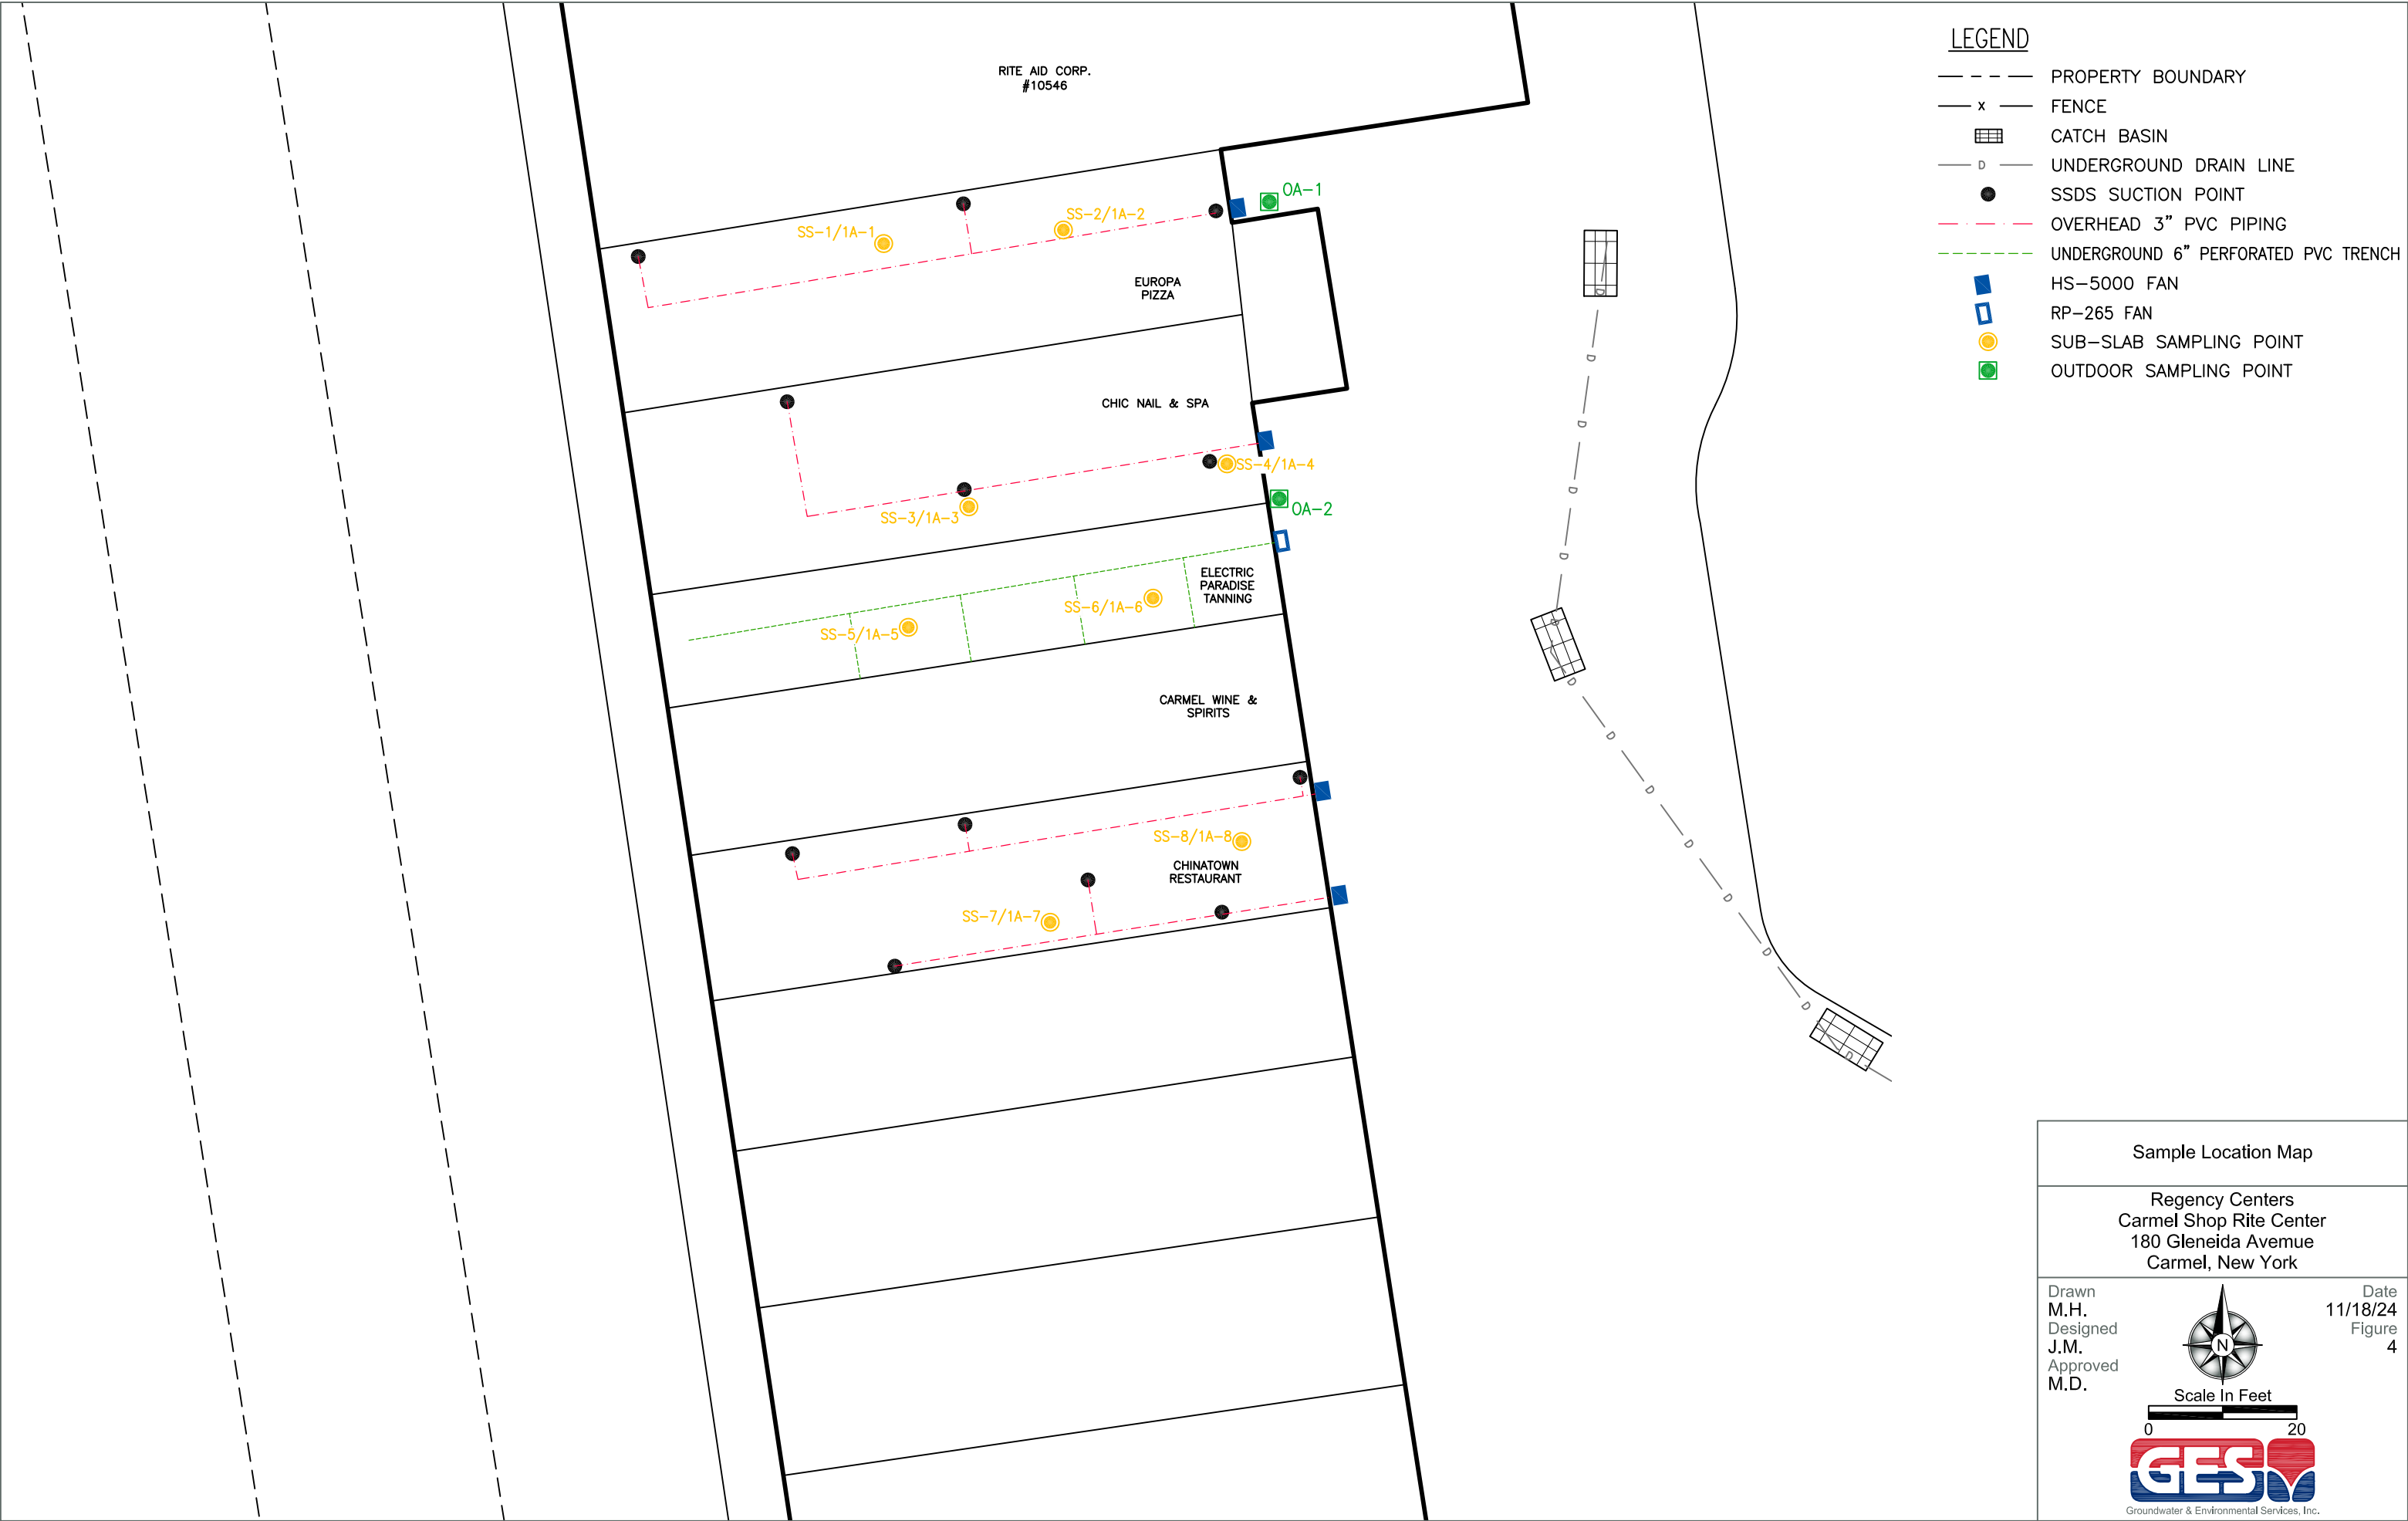 RITE AID CORP.
#10546
OA-1
SS-2/1A-2
SS-1/1A-1
EUROPA
PIZZA
CHIC NAIL & SPA
SS-4/1A-4
SS-3/1A-3
OA-2
ELECTRIC
PARADISE
TANNING
SS-6/1A-6
SS-5/1A-5
CARMEL WINE &
SPIRITS
SS-8/1A-8
CHINATOWN
RESTAURANT
SS-7/1A-7
D
D
D
D
D
D
D
D
D
D
D
D
D
D
LEGEND
PROPERTY BOUNDARY
X FENCE
CATCH BASIN
D UNDERGROUND DRAIN LINE
SSDS SUCTION POINT
OVERHEAD 3" PVC PIPING
UNDERGROUND 6" PERFORATED PVC TRENCH
HS-5000 FAN
RP-265 FAN
SUB-SLAB SAMPLING POINT
OUTDOOR SAMPLING POINT
Sample Location Map
Regency Centers
Carmel Shop Rite Center
180 Gleneida Avemue
Carmel, New York
Drawn
M.H.
Designed
J.M.
Approved
M.D.
N
Date
11/18/24
Figure
4
Scale In Feet
0 20
GES
Groundwater & Environmental Services, Inc.